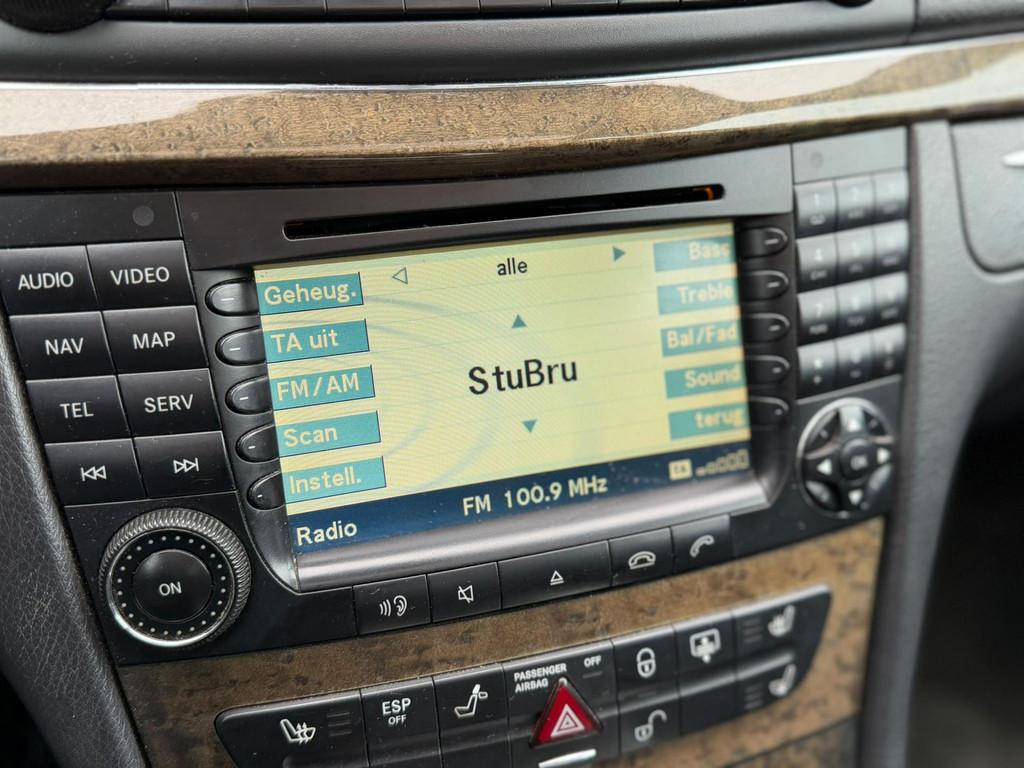 AUDIO VIDEO
NAV MAP
TEL SERV
ON
alle
Geheug.
TA uit
FM/AM
Scan
Instell.
StuBru
Bass
Treble
Bal/Fad
Sound
terug
FM 100.9 MHz
Radio
ESP
OFF
PASSENGER
AIRBAG
OFF
OK